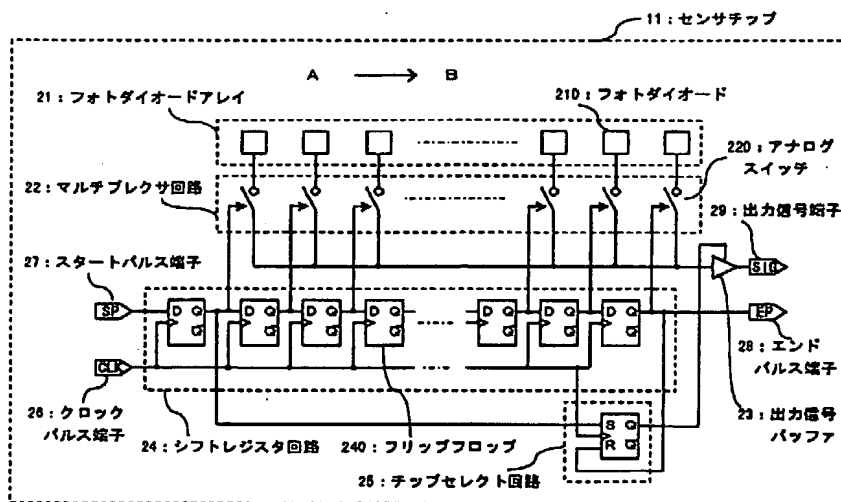 11：センサチップ
A → B
21：フォトダイオードアレイ
210：フォトダイオード
220：アナログ
スイッチ
22：マルチプレクサ回路
29：出力信号端子
27：スタートパルス端子
SIG
SP
D Q Q
D Q Q
D Q Q
D Q Q
D Q Q
D Q Q
D Q Q
EP
28：エンド
パルス端子
CLK
26：クロック
パルス端子
24：シフトレジスタ回路
240：フリップフロップ
S Q
R Q
25：チップセレクト回路
23：出力信号
バッファ